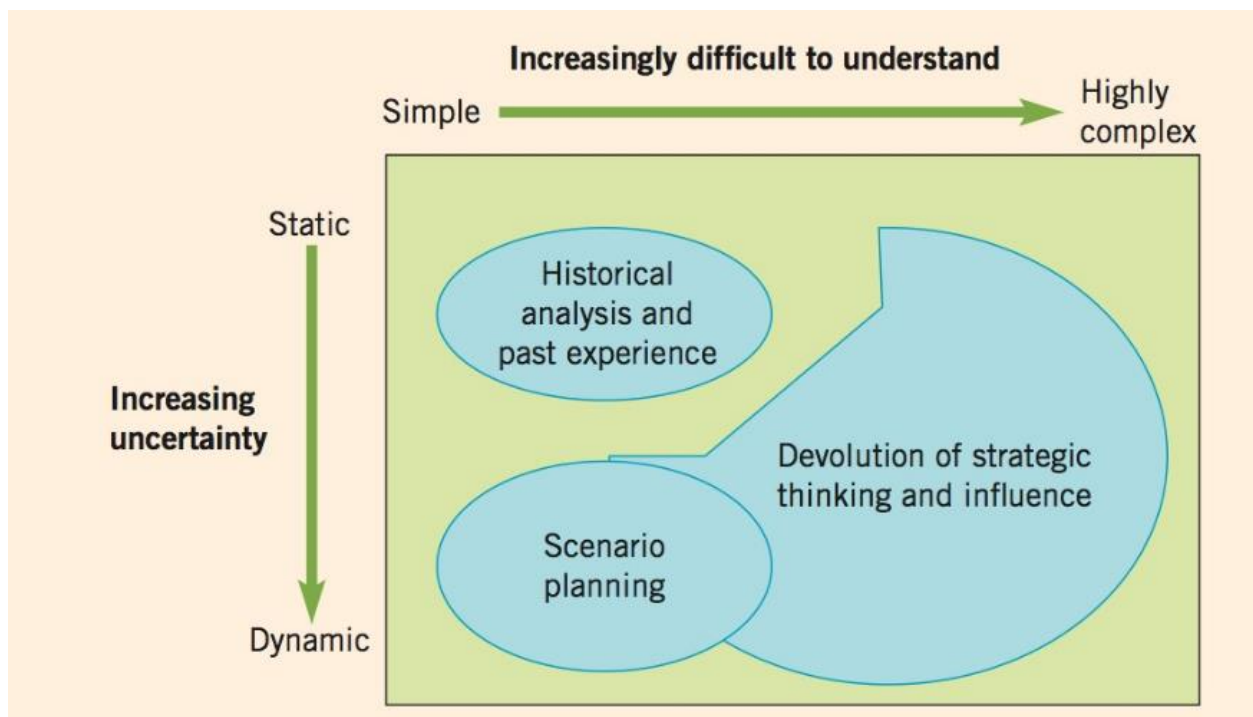 Increasingly difficult to understand
Simple
Highly
complex
Static
Historical
analysis and
past experience
Increasing
uncertainty
Devolution of strategic
thinking and influence
Scenario
planning
Dynamic